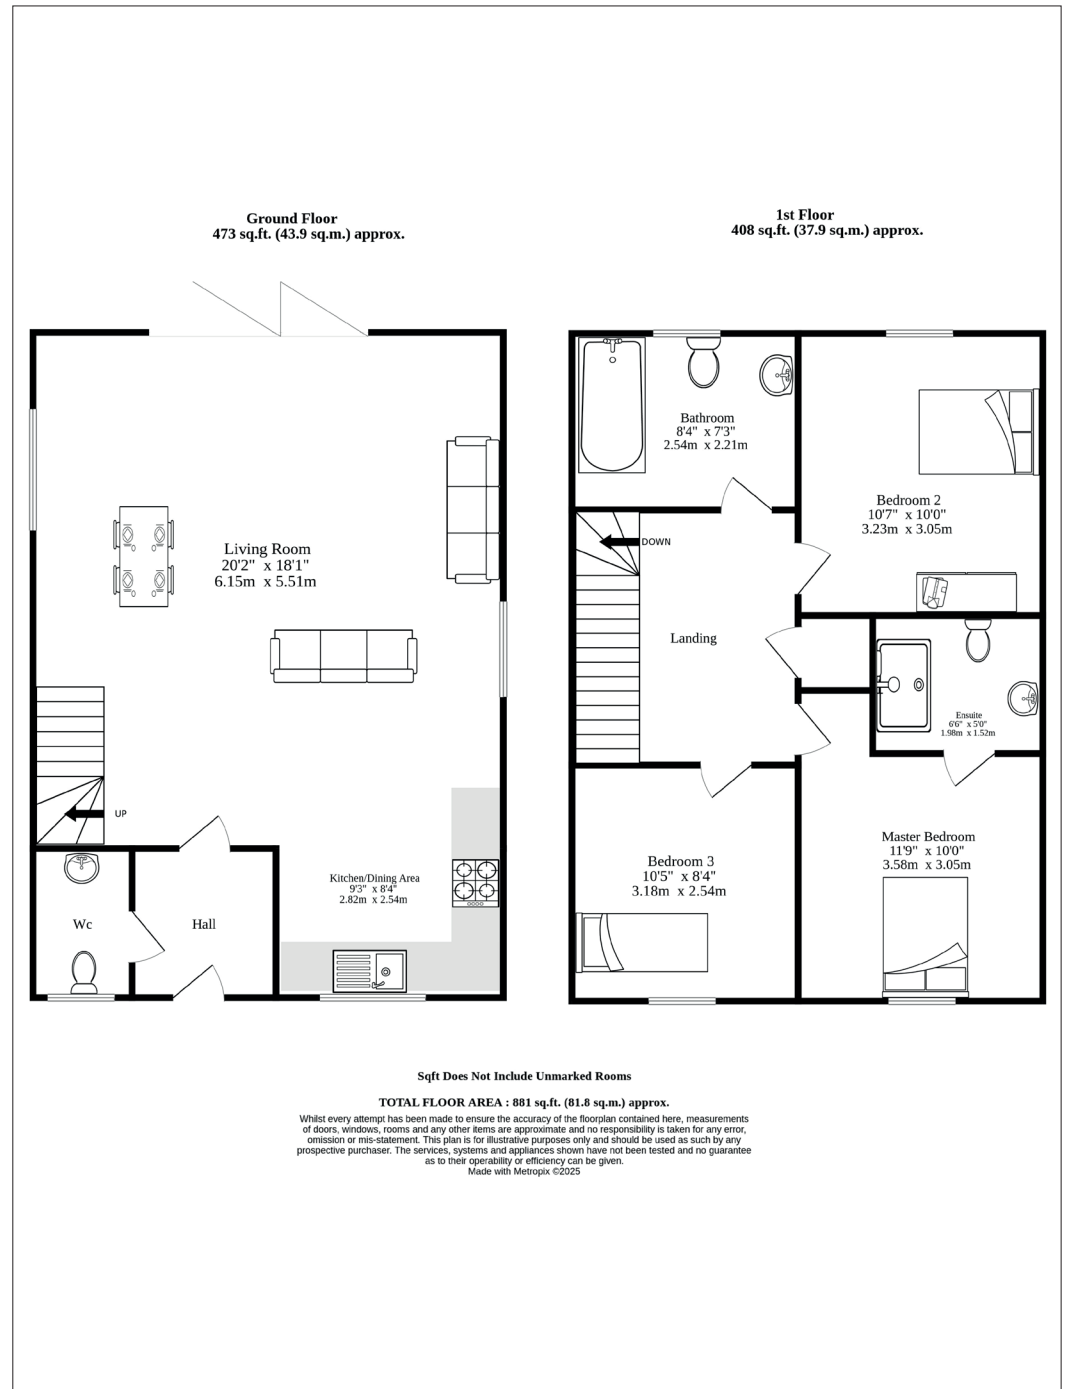 Ground Floor
473 sq.ft. (43.9 sq.m.) approx.
1st Floor
408 sq.ft. (37.9 sq.m.) approx.
Living Room
20'2" x 18'1"
6.15m x 5.51m
UP
Kitchen/Dining Area
9'3" x 8'4"
2.82m x 2.54m
Wc
Hall
Bathroom
8'4" x 7'3"
2.54m x 2.21m
Bedroom 2
10'7" x 10'0"
3.23m x 3.05m
DOWN
Landing
Ensuite
6'6" x 5'0"
1.98m x 1.52m
Master Bedroom
11'9" x 10'0"
3.58m x 3.05m
Bedroom 3
10'5" x 8'4"
3.18m x 2.54m
Sqft Does Not Include Unmarked Rooms
TOTAL FLOOR AREA : 881 sq.ft. (81.8 sq.m.) approx.
Whilst every attempt has been made to ensure the accuracy of the floorplan contained here, measurements
of doors, windows, rooms and any other items are approximate and no responsibility is taken for any error,
omission or mis-statement. This plan is for illustrative purposes only and should be used as such by any
prospective purchaser. The services, systems and appliances shown have not been tested and no guarantee
as to their operability or efficiency can be given.
Made with Metropix ©2025